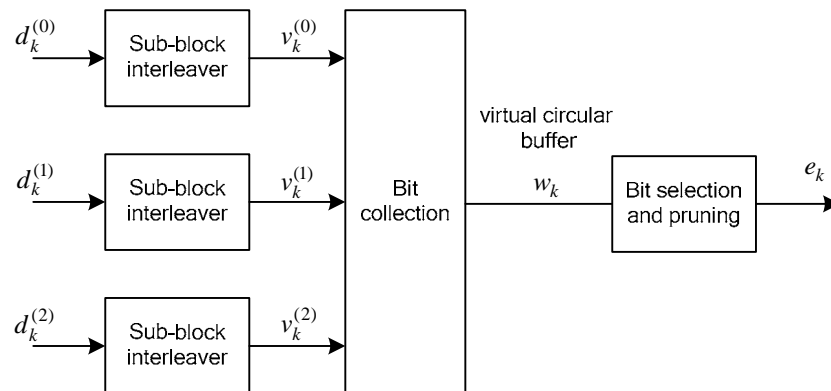 d_k^{(0)}
Sub-block
interleaver
v_k^{(0)}
d_k^{(1)}
Sub-block
interleaver
v_k^{(1)}
d_k^{(2)}
Sub-block
interleaver
v_k^{(2)}
Bit
collection
virtual circular
buffer
w_k
Bit selection
and pruning
e_k